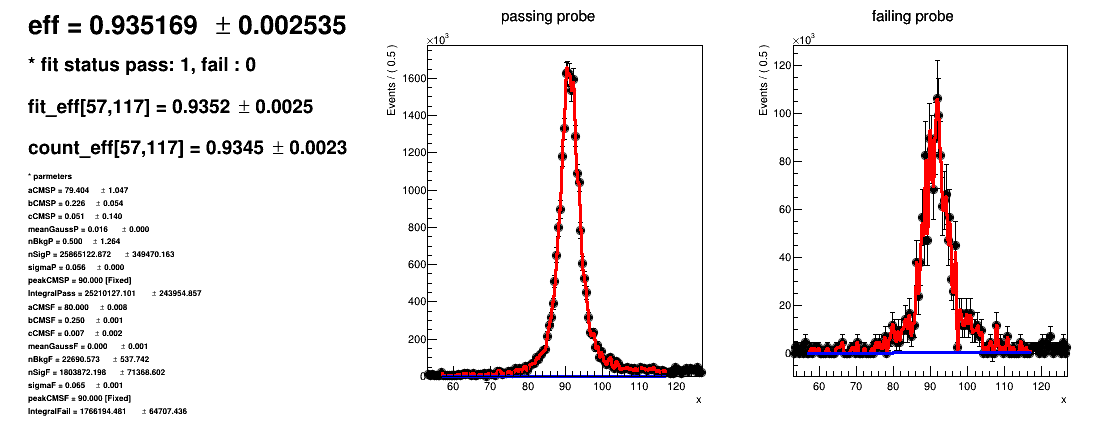 eff = 0.935169 ± 0.002535
* fit status pass: 1, fail : 0
fit_eff[57,117] = 0.9352 ± 0.0025
count_eff[57,117] = 0.9345 ± 0.0023
* parmeters
aCMSP = 79.404 ± 1.047
bCMSP = 0.226 ± 0.054
cCMSP = 0.051 ± 0.140
meanGaussP = 0.016 ± 0.000
nBkgP = 0.500 ± 1.264
nSigP = 25865122.872 ± 349470.163
sigmaP = 0.056 ± 0.000
peakCMSP = 90.000 [Fixed]
IntegralPass = 25210127.101 ± 243954.857
aCMSF = 80.000 ± 0.008
bCMSF = 0.250 ± 0.001
cCMSF = 0.007 ± 0.002
meanGaussF = 0.000 ± 0.001
nBkgF = 22690.573 ± 537.742
nSigF = 1803872.198 ± 71368.602
sigmaF = 0.065 ± 0.001
peakCMSF = 90.000 [Fixed]
IntegralFail = 1766194.481 ± 64707.436
passing probe
×10³
Events / ( 0.5 )
1600
1400
1200
1000
800
600
400
200
0
60 70 80 90 100 110 120
x
failing probe
×10³
Events / ( 0.5 )
120
100
80
60
40
20
0
60 70 80 90 100 110 120
x